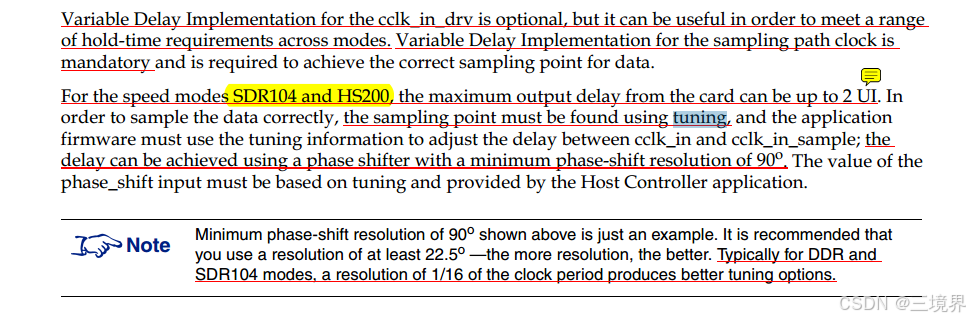 Variable Delay Implementation for the cclk_in_drv is optional, but it can be useful in order to meet a range
of hold-time requirements across modes. Variable Delay Implementation for the sampling path clock is
mandatory and is required to achieve the correct sampling point for data.
For the speed modes SDR104 and HS200, the maximum output delay from the card can be up to 2 UI. In
order to sample the data correctly, the sampling point must be found using tuning, and the application
firmware must use the tuning information to adjust the delay between cclk_in and cclk_in_sample; the
delay can be achieved using a phase shifter with a minimum phase-shift resolution of 90°. The value of the
phase_shift input must be based on tuning and provided by the Host Controller application.
Note
Minimum phase-shift resolution of 90° shown above is just an example. It is recommended that
you use a resolution of at least 22.5° —the more resolution, the better. Typically for DDR and
SDR104 modes, a resolution of 1/16 of the clock period produces better tuning options.
CSDN @三境界